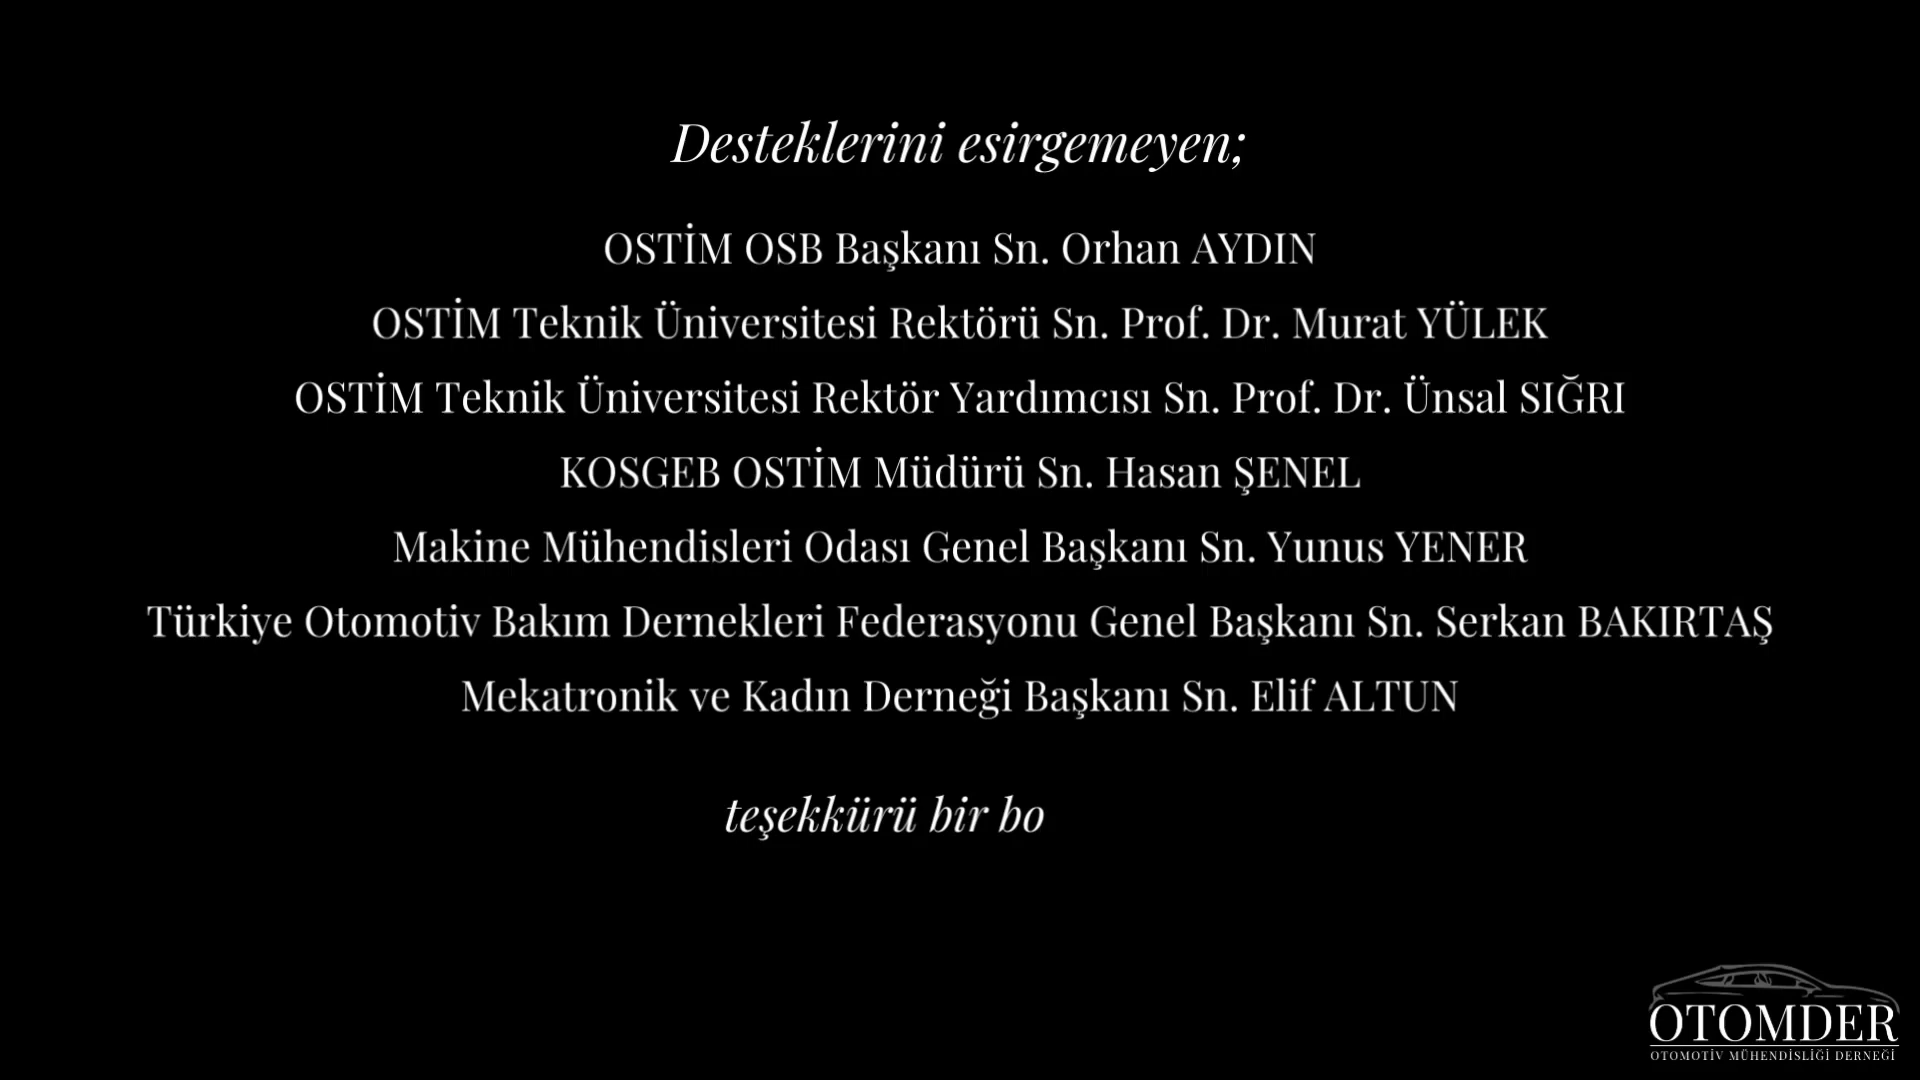 Desteklerini esirgemeyen;
OSTİM OSB Başkanı Sn. Orhan AYDIN
OSTİM Teknik Üniversitesi Rektörü Sn. Prof. Dr. Murat YÜLEK
OSTİM Teknik Üniversitesi Rektör Yardımcısı Sn. Prof. Dr. Ünsal SIĞRI
KOSGEB OSTİM Müdürü Sn. Hasan ŞENEL
Makine Mühendisleri Odası Genel Başkanı Sn. Yunus YENER
Türkiye Otomotiv Bakım Dernekleri Federasyonu Genel Başkanı Sn. Serkan BAKIRTAŞ
Mekatronik ve Kadın Derneği Başkanı Sn. Elif ALTUN
teşekkürü bir bo
OTOMDER
OTOMOTİV MÜHENDİSLİĞİ DERNEĞİ